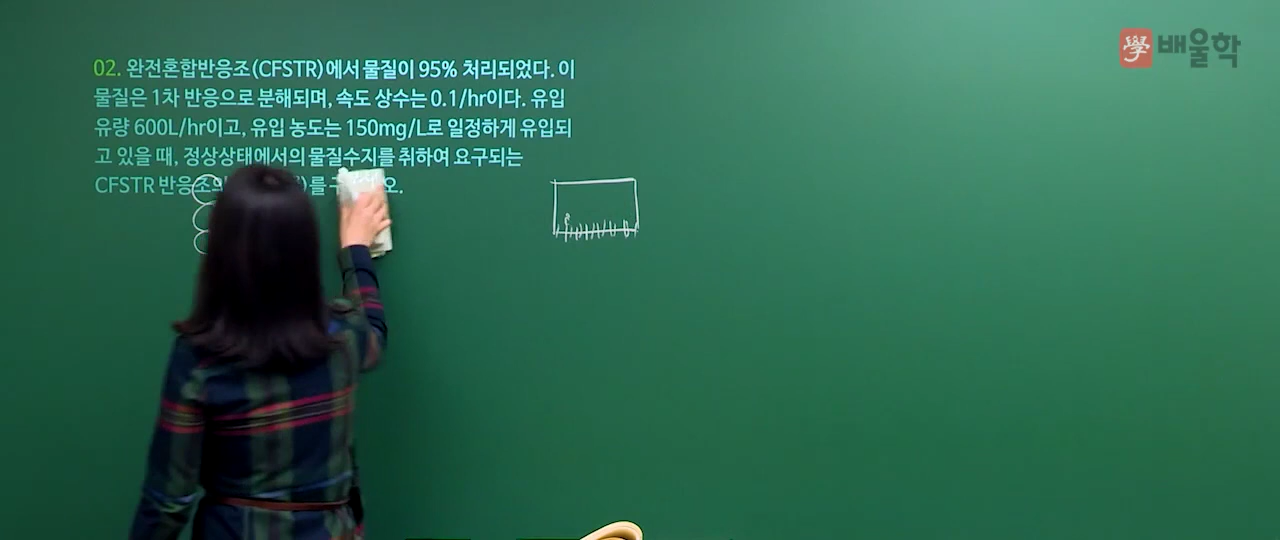 學 배울학
02. 완전혼합반응조(CFSTR)에서 물질이 95% 처리되었다. 이
물질은 1차 반응으로 분해되며, 속도 상수는 0.1/hr이다. 유입
유량 600L/hr이고, 유입 농도는 150mg/L로 일정하게 유입되
고 있을 때, 정상상태에서의 물질수지를 취하여 요구되는
CFSTR 반응조의 )를 오.